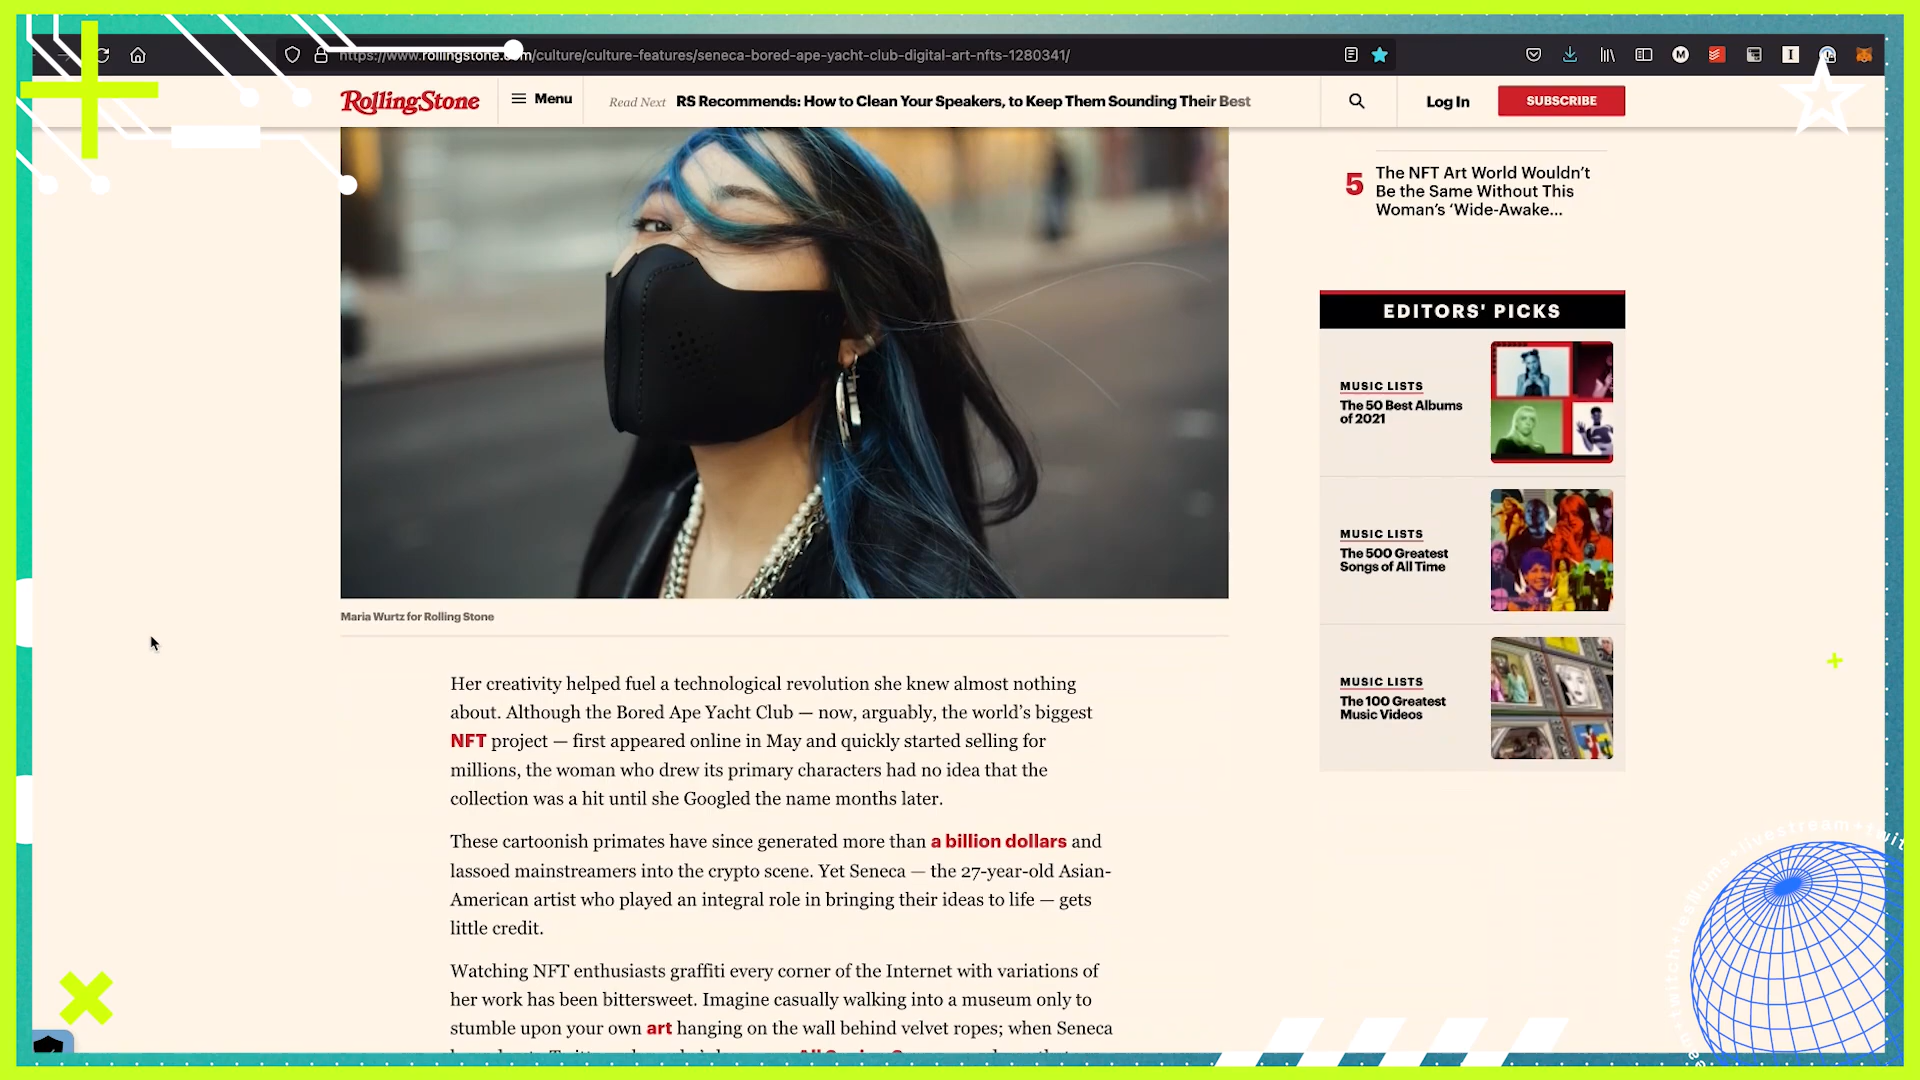 https://www.rollingstone.com/culture/culture-features/seneca-bored-ape-yacht-club-digital-art-nfts-1280341/
RollingStone
Menu
Read Next RS Recommends: How to Clean Your Speakers, to Keep Them Sounding Their Best
Log In
SUBSCRIBE
5
The NFT Art World Wouldn't
Be the Same Without This
Woman's 'Wide-Awake...
EDITORS' PICKS
MUSIC LISTS
The 50 Best Albums
of 2021
MUSIC LISTS
The 500 Greatest
Songs of All Time
MUSIC LISTS
The 100 Greatest
Music Videos
Maria Wurtz for Rolling Stone
Her creativity helped fuel a technological revolution she knew almost nothing
about. Although the Bored Ape Yacht Club — now, arguably, the world's biggest
NFT project — first appeared online in May and quickly started selling for
millions, the woman who drew its primary characters had no idea that the
collection was a hit until she Googled the name months later.
These cartoonish primates have since generated more than a billion dollars and
lassoed mainstreamers into the crypto scene. Yet Seneca — the 27-year-old Asian-
American artist who played an integral role in bringing their ideas to life — gets
little credit.
Watching NFT enthusiasts graffiti every corner of the Internet with variations of
her work has been bittersweet. Imagine casually walking into a museum only to
stumble upon your own art hanging on the wall behind velvet ropes; when Seneca